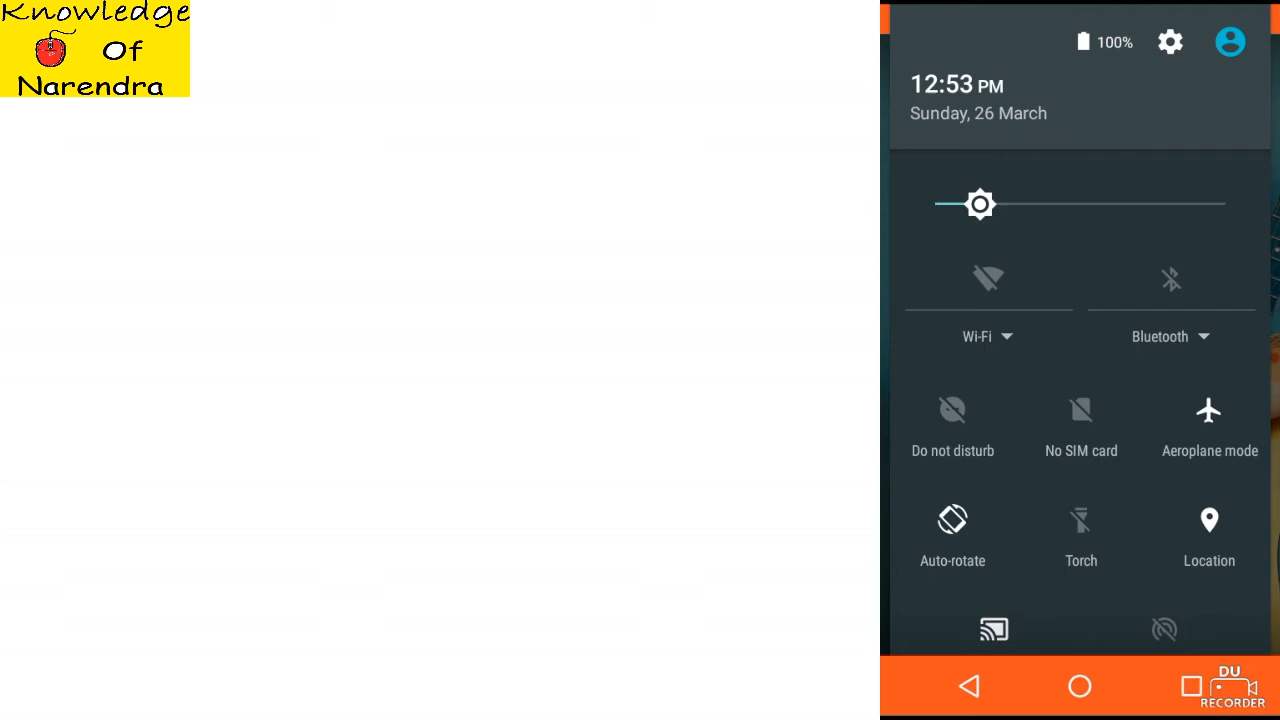 Knowledge
Of
Narendra
100%
12:53 PM
Sunday, 26 March
Wi-Fi
Bluetooth
Do not disturb
No SIM card
Aeroplane mode
Auto-rotate
Torch
Location
DU
RECORDER